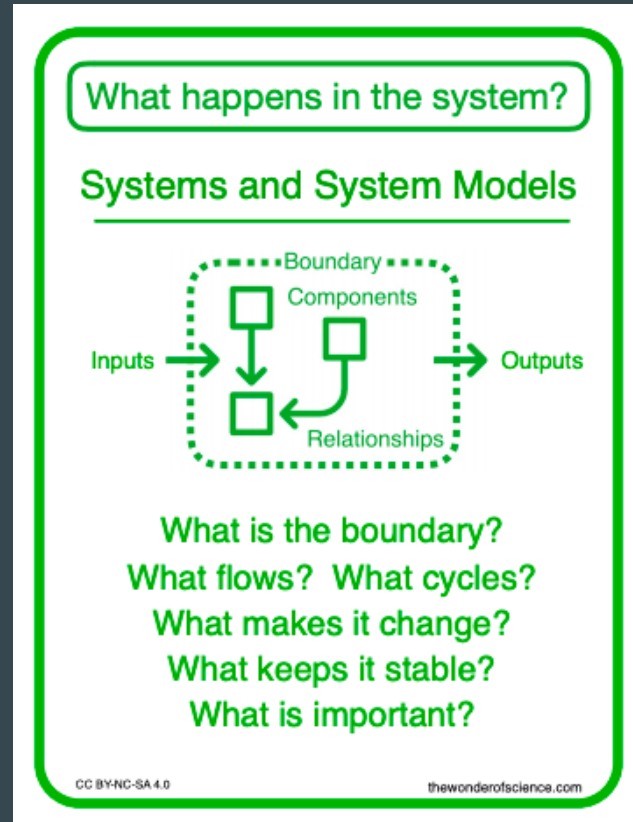 What happens in the system?
Systems and System Models
Boundary
Components
Inputs
Outputs
Relationships
What is the boundary?
What flows? What cycles?
What makes it change?
What keeps it stable?
What is important?
CC BY-NC-SA 4.0
thewonderofscience.com